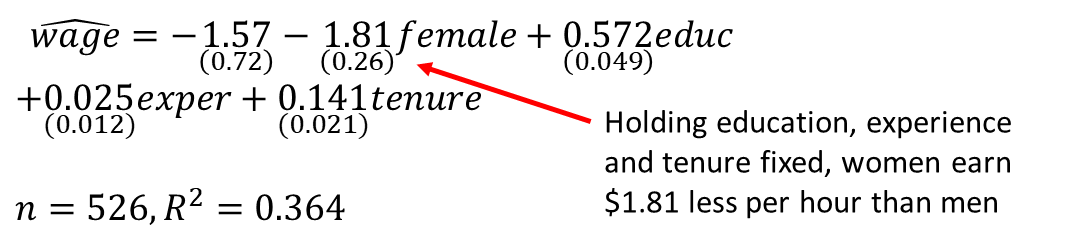 wage^ = −1.57 − 1.81female + 0.572educ
(0.72) (0.26) (0.049)
+0.025exper + 0.141tenure
(0.012) (0.021)
Holding education, experience
and tenure fixed, women earn
$1.81 less per hour than men
n = 526, R² = 0.364